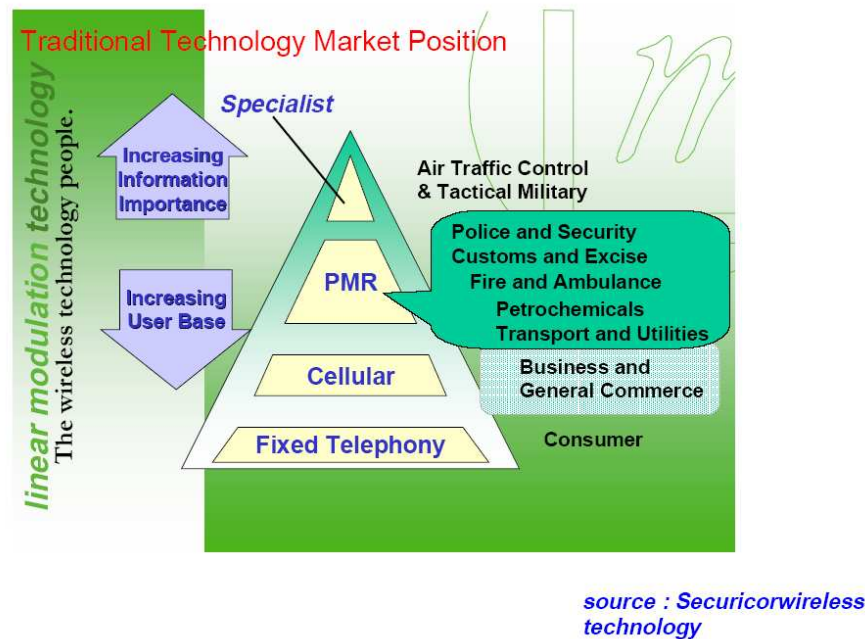 Traditional Technology Market Position
linear modulation technology
The wireless technology people.
Specialist
Increasing
Information
Importance
Air Traffic Control
& Tactical Military
Police and Security
Customs and Excise
Fire and Ambulance
Petrochemicals
Transport and Utilities
PMR
Increasing
User Base
Business and
General Commerce
Cellular
Fixed Telephony
Consumer
source : Securicorwireless
technology